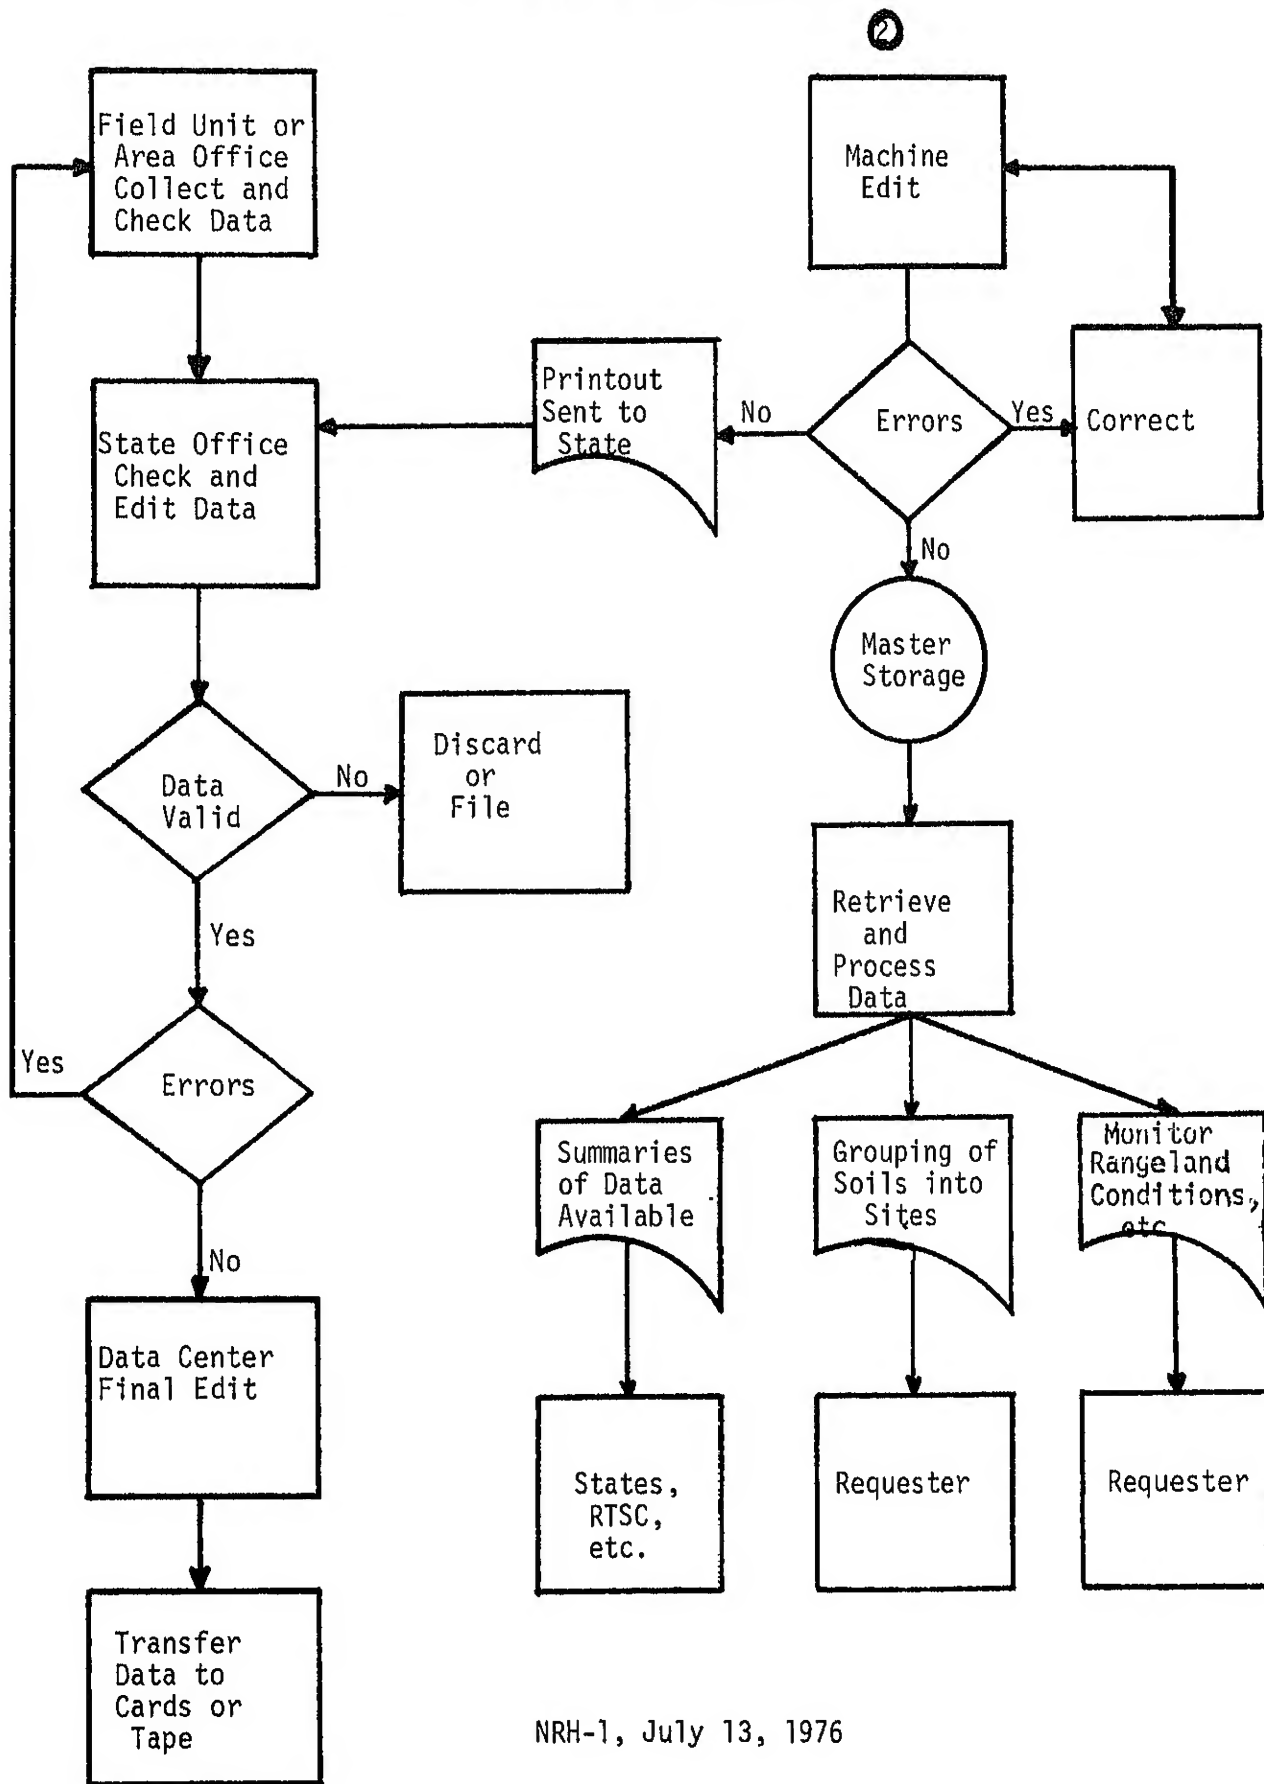 2
Field Unit or
Area Office
Collect and
Check Data
State Office
Check and
Edit Data
Data
Valid
No
Discard
or
File
Yes
Errors
Yes
No
Data Center
Final Edit
Transfer
Data to
Cards or
Tape
Machine
Edit
Errors
Yes
Correct
No
Printout
Sent to
State
No
Master
Storage
Retrieve
and
Process
Data
Summaries
of Data
Available
Grouping of
Soils into
Sites
Monitor
Rangeland
Conditions,
etc
States,
RTSC,
etc.
Requester
Requester
NRH-1, July 13, 1976